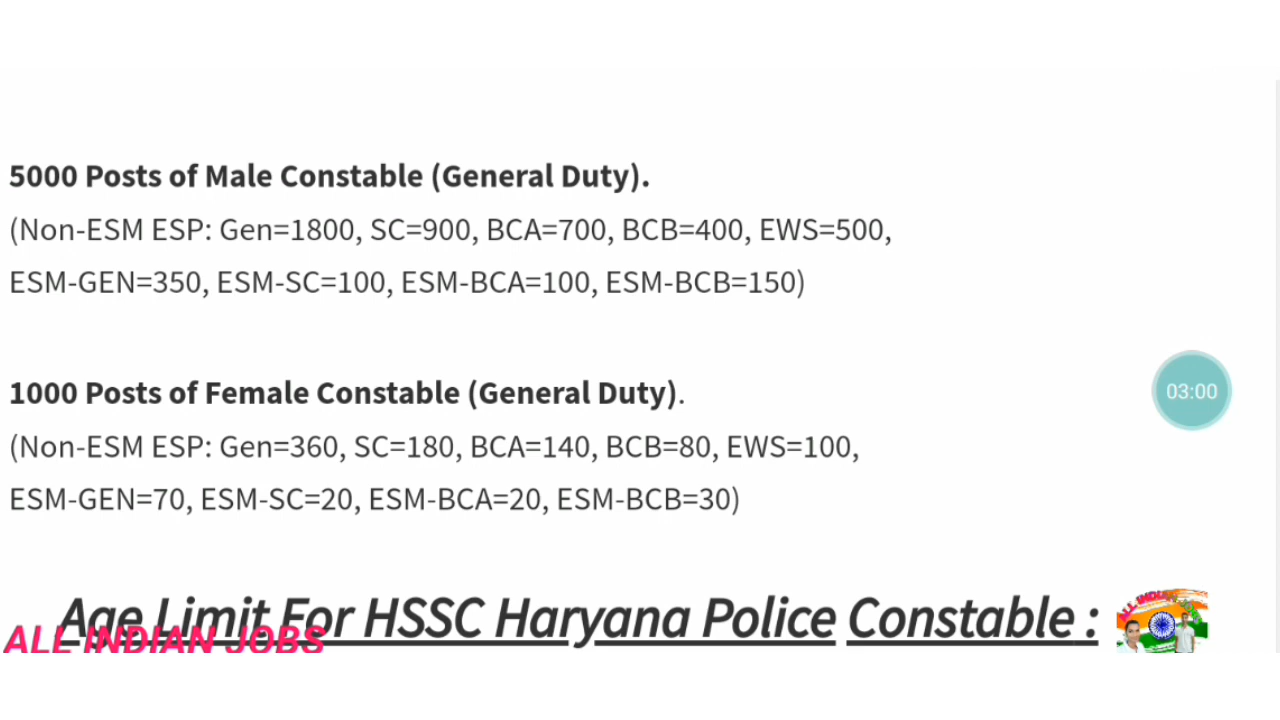 5000 Posts of Male Constable (General Duty).
(Non-ESM ESP: Gen=1800, SC=900, BCA=700, BCB=400, EWS=500,
ESM-GEN=350, ESM-SC=100, ESM-BCA=100, ESM-BCB=150)
1000 Posts of Female Constable (General Duty).
(Non-ESM ESP: Gen=360, SC=180, BCA=140, BCB=80, EWS=100,
ESM-GEN=70, ESM-SC=20, ESM-BCA=20, ESM-BCB=30)
03:00
Age Limit For HSSC Haryana Police Constable :
ALL INDIAN JOBS